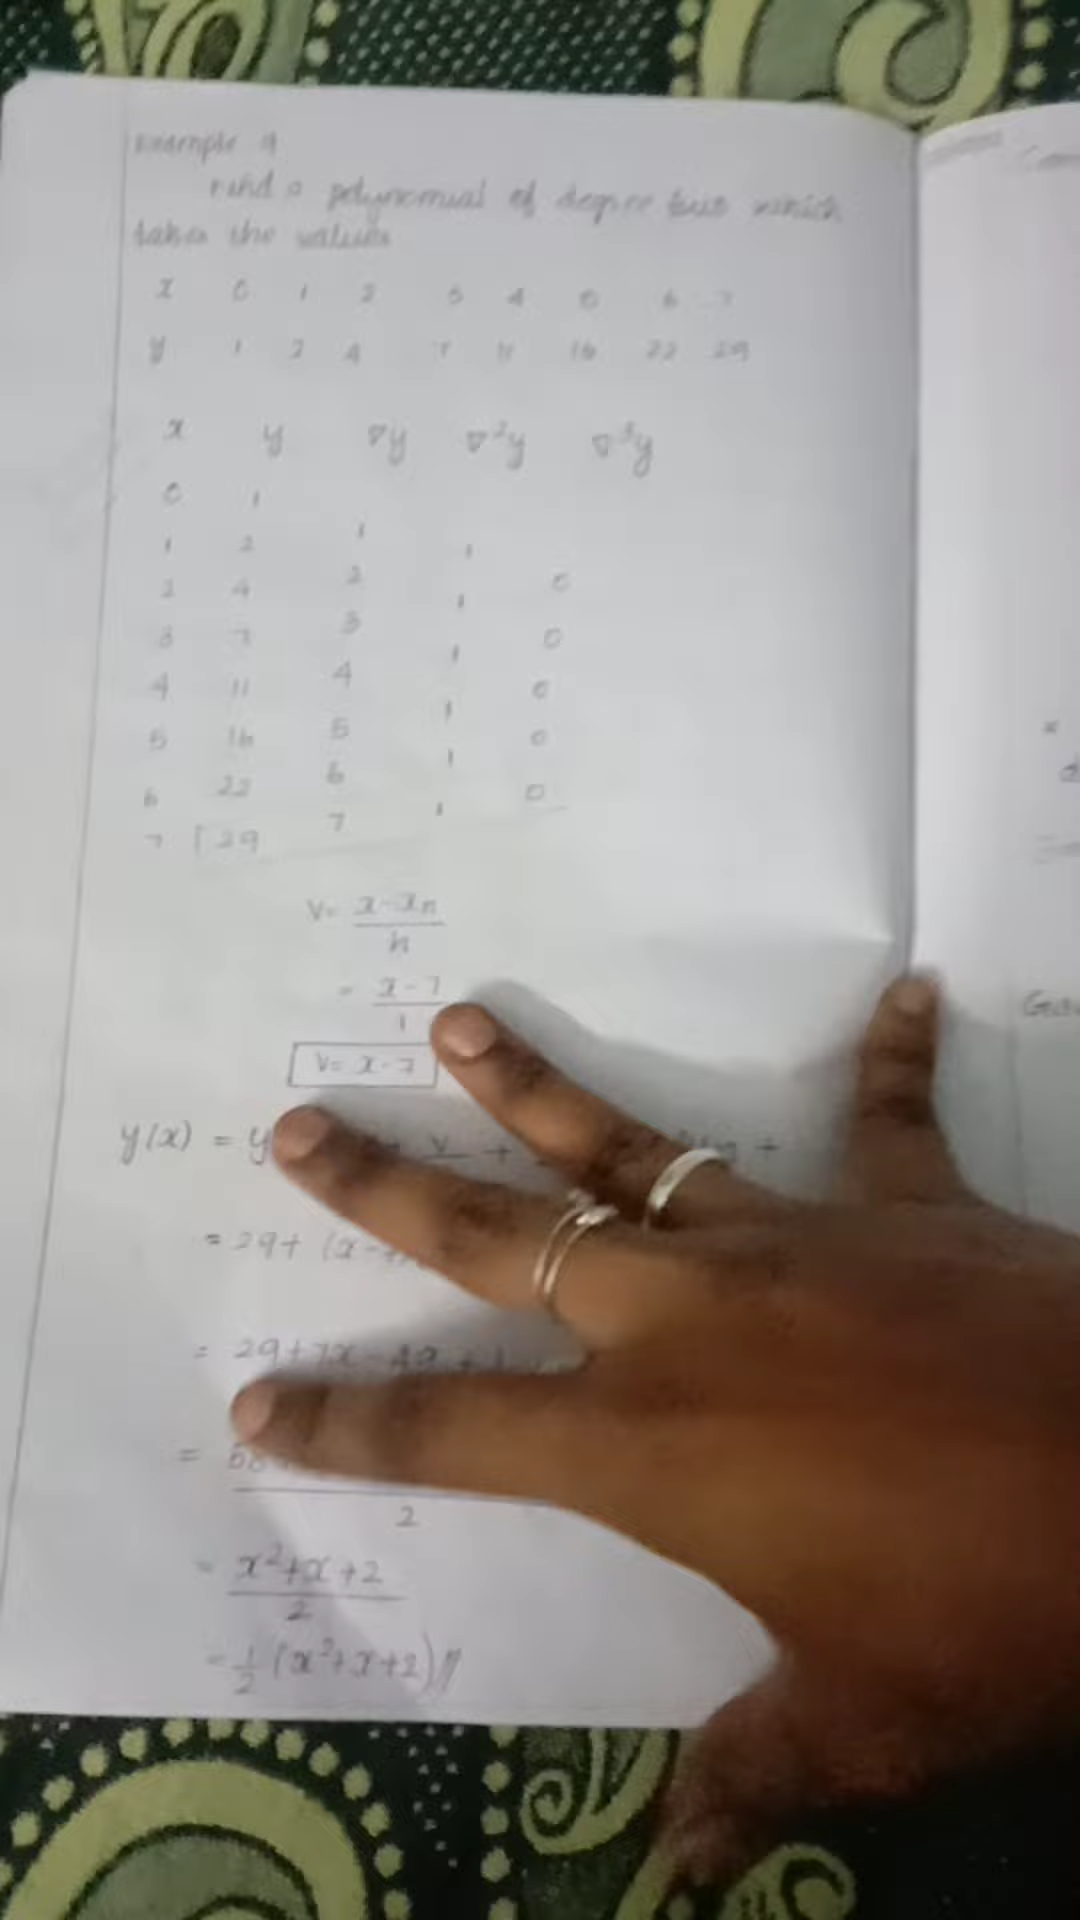 Example 9
Find a polynomial of degree two which
takes the values
x 0 1 2 3 4 5 6 7
y 1 2 4 7 11 16 22 29
x y ∇y ∇²y ∇³y
0 1
1 2 1 1
2 4 2 1 0
3 7 3 1 0
4 11 4 1 0
5 16 5 1 0
6 22 6 1 0
7 29 7
V= x-xn / h
= x-7 / 1
V= x-7
y(x) = y V + +
= 29+ (x-7)
= 29+7x-49+1
= 2
= x²+x+2 / 2
= 1/2 (x²+x+2)//